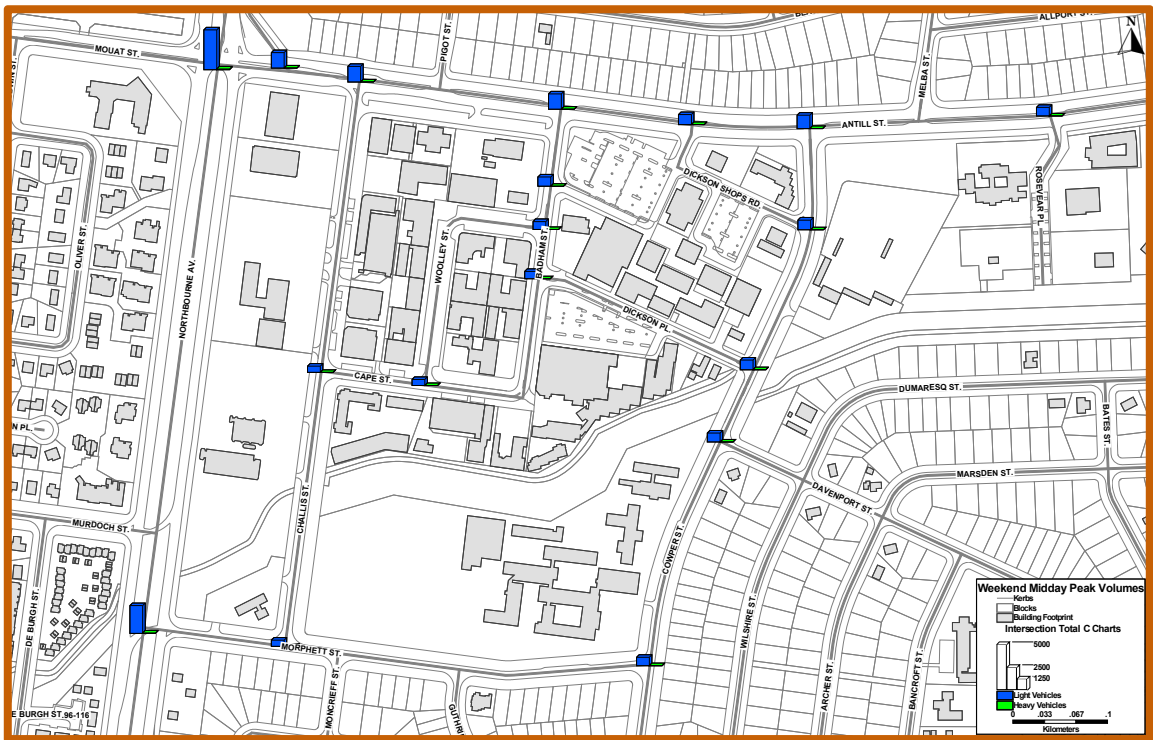 ALLPORT ST.
N
MOUAT ST.
PIGOT ST.
MELBA ST.
ANTILL ST.
DICKSON SHOPS RD
ROSEVEAR PL.
OLIVER ST.
NORTHBOURNE AV.
WOOLLEY ST.
BADHAM ST.
DICKSON PL.
CAPE ST.
DUMARESQ ST.
BATES ST.
N PL.
MARSDEN ST.
DAVENPORT ST.
CHALLIS ST.
MURDOCH ST.
COWPER ST.
WILSHIRE ST.
DE BURGH ST.
MORPHETT ST.
MONCRIEFF ST.
ARCHER ST.
BANCROFT ST.
GUTHRI
E BURGH ST.96-116
Weekend Midday Peak Volumes
Kerbs
Blocks
Building Footprint
Intersection Total C Charts
5000
2500
1250
Light Vehicles
Heavy Vehicles
0 .033 .067 .1
Kilometers